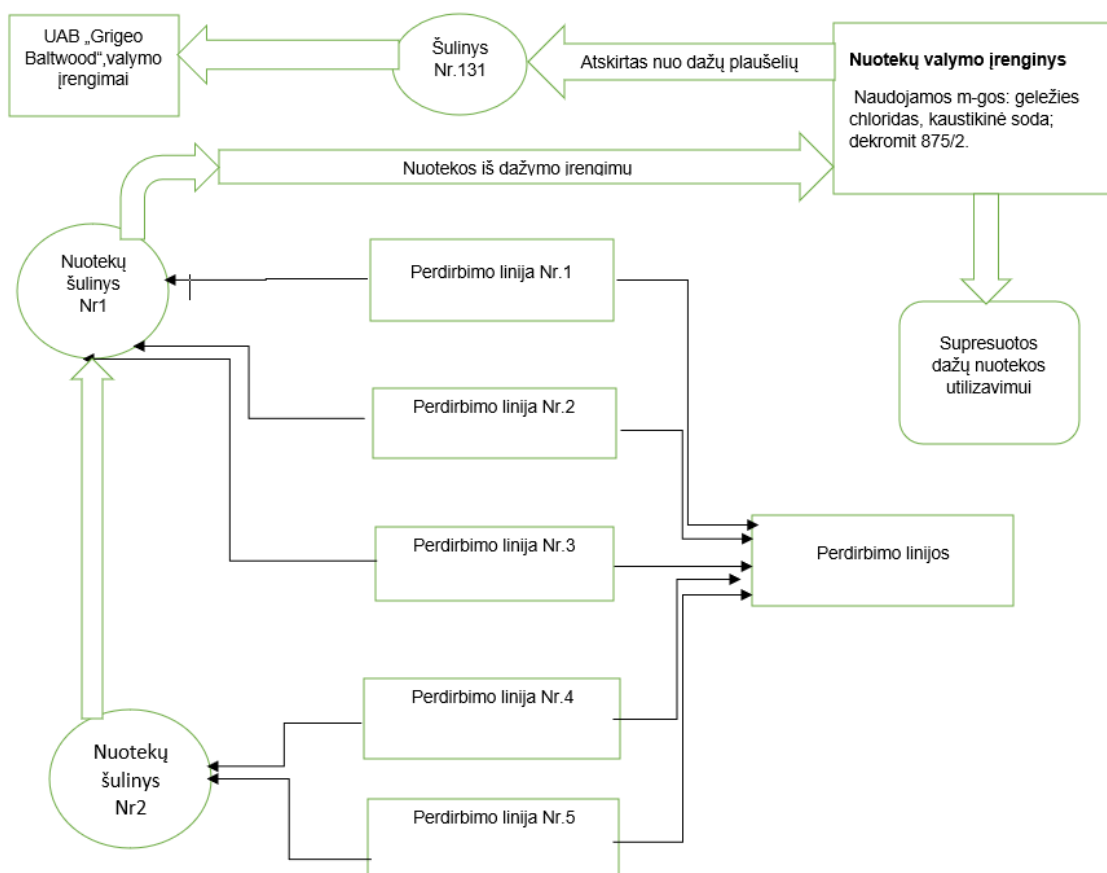 UAB „Grigeo
Baltwood“,valymo
įrengimai
Šulinys
Nr.131
Atskirtas nuo dažų plaušelių
Nuotekų valymo įrenginys
Naudojamos m-gos: geležies
chloridas, kaustikinė soda;
dekromit 875/2.
Nuotekos iš dažymo įrengimų
Nuotekų
šulinys
Nr1
Perdirbimo linija Nr.1
Supresuotos
dažų nuotekos
utilizavimui
Perdirbimo linija Nr.2
Perdirbimo linija Nr.3
Perdirbimo linijos
Perdirbimo linija Nr.4
Nuotekų
šulinys
Nr2
Perdirbimo linija Nr.5